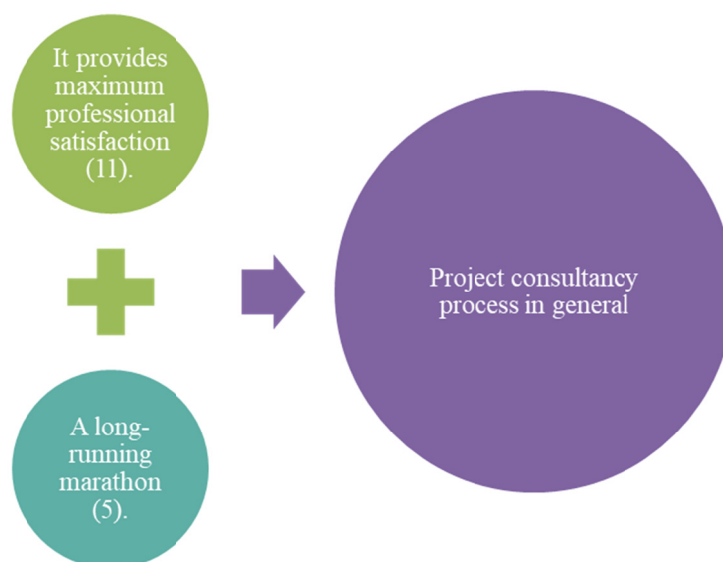 It provides
maximum
professional
satisfaction
(11).
A long-
running
marathon
(5).
Project consultancy
process in general